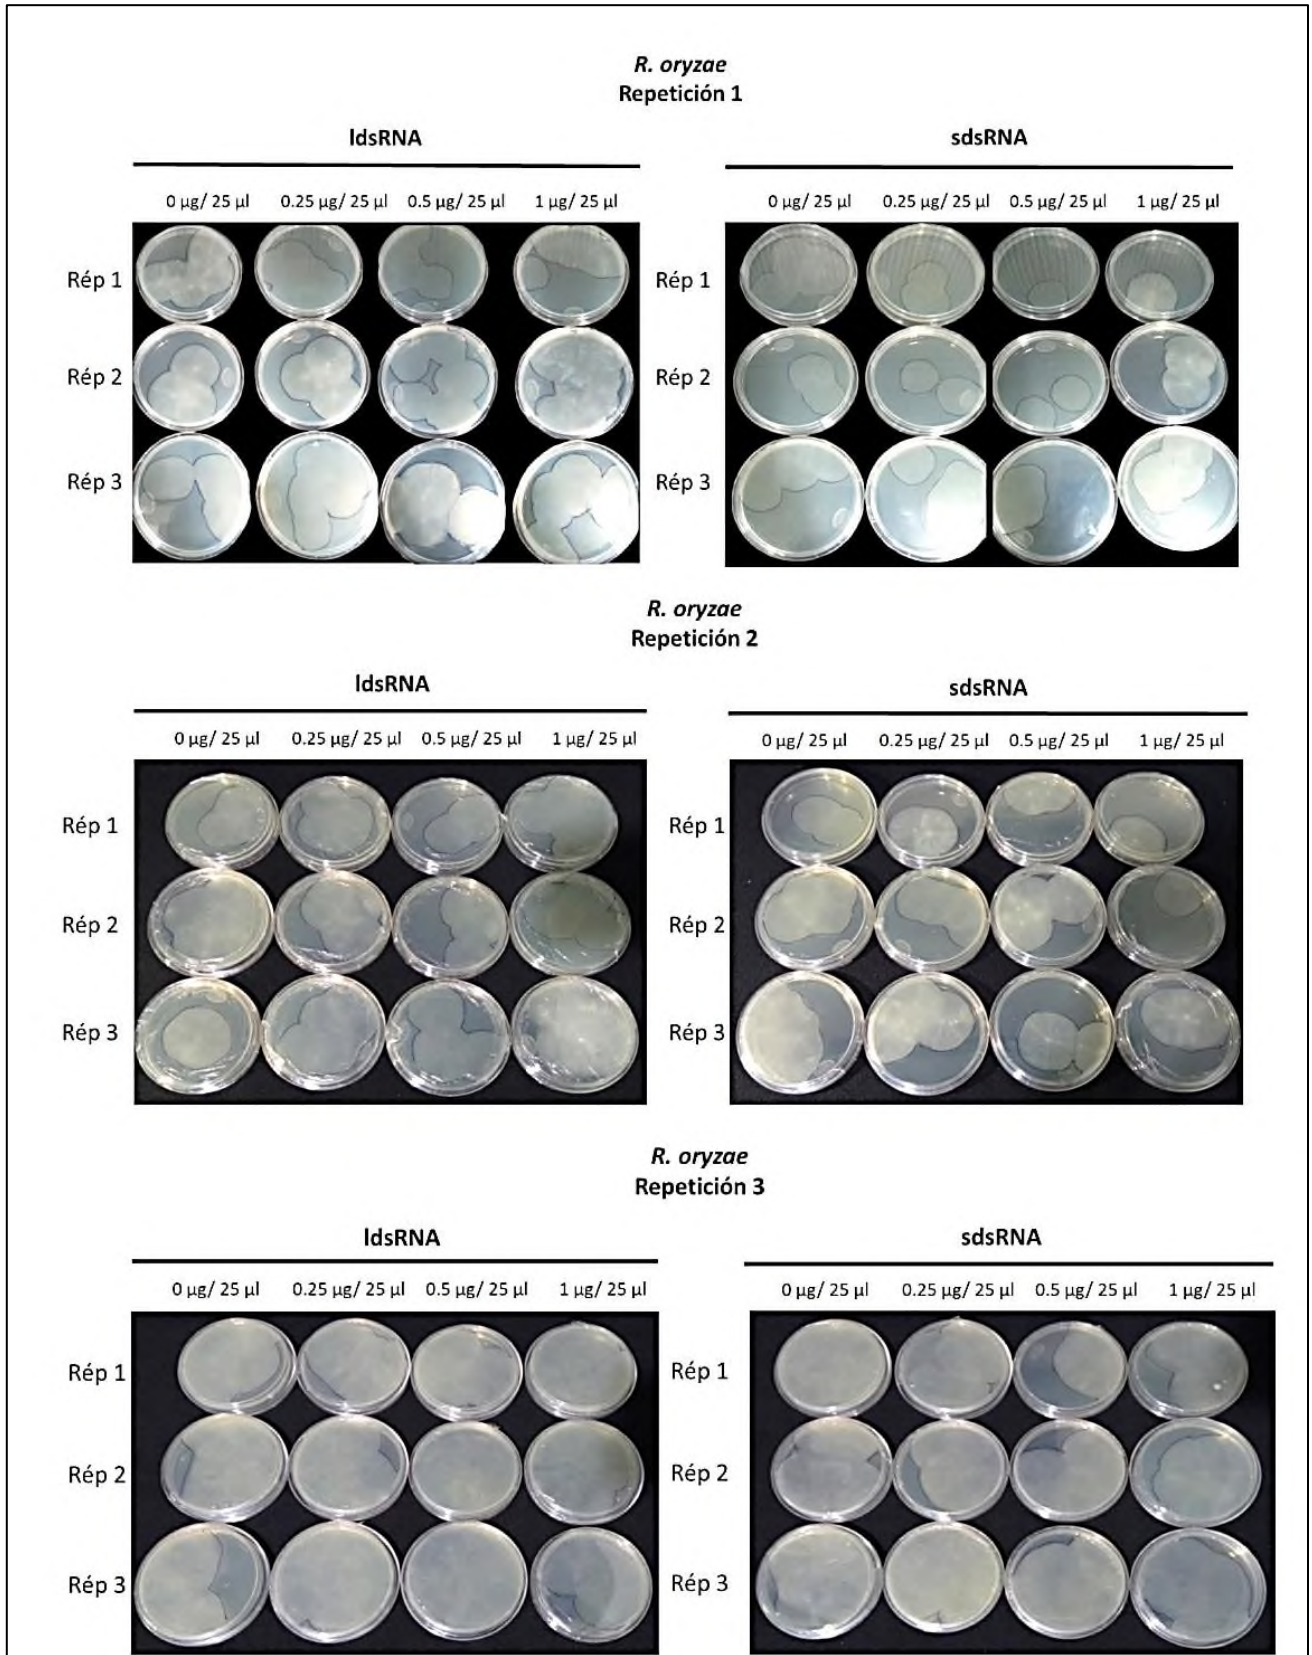 R. oryzae
Repetición 1
ldsRNA
sdsRNA
0 µg/ 25 µl 0.25 µg/ 25 µl 0.5 µg/ 25 µl 1 µg/ 25 µl
0 µg/ 25 µl 0.25 µg/ 25 µl 0.5 µg/ 25 µl 1 µg/ 25 µl
Rép 1
Rép 1
Rép 2
Rép 2
Rép 3
Rép 3
R. oryzae
Repetición 2
ldsRNA
sdsRNA
0 µg/ 25 µl 0.25 µg/ 25 µl 0.5 µg/ 25 µl 1 µg/ 25 µl
0 µg/ 25 µl 0.25 µg/ 25 µl 0.5 µg/ 25 µl 1 µg/ 25 µl
Rép 1
Rép 1
Rép 2
Rép 2
Rép 3
Rép 3
R. oryzae
Repetición 3
ldsRNA
sdsRNA
0 µg/ 25 µl 0.25 µg/ 25 µl 0.5 µg/ 25 µl 1 µg/ 25 µl
0 µg/ 25 µl 0.25 µg/ 25 µl 0.5 µg/ 25 µl 1 µg/ 25 µl
Rép 1
Rép 1
Rép 2
Rép 2
Rép 3
Rép 3